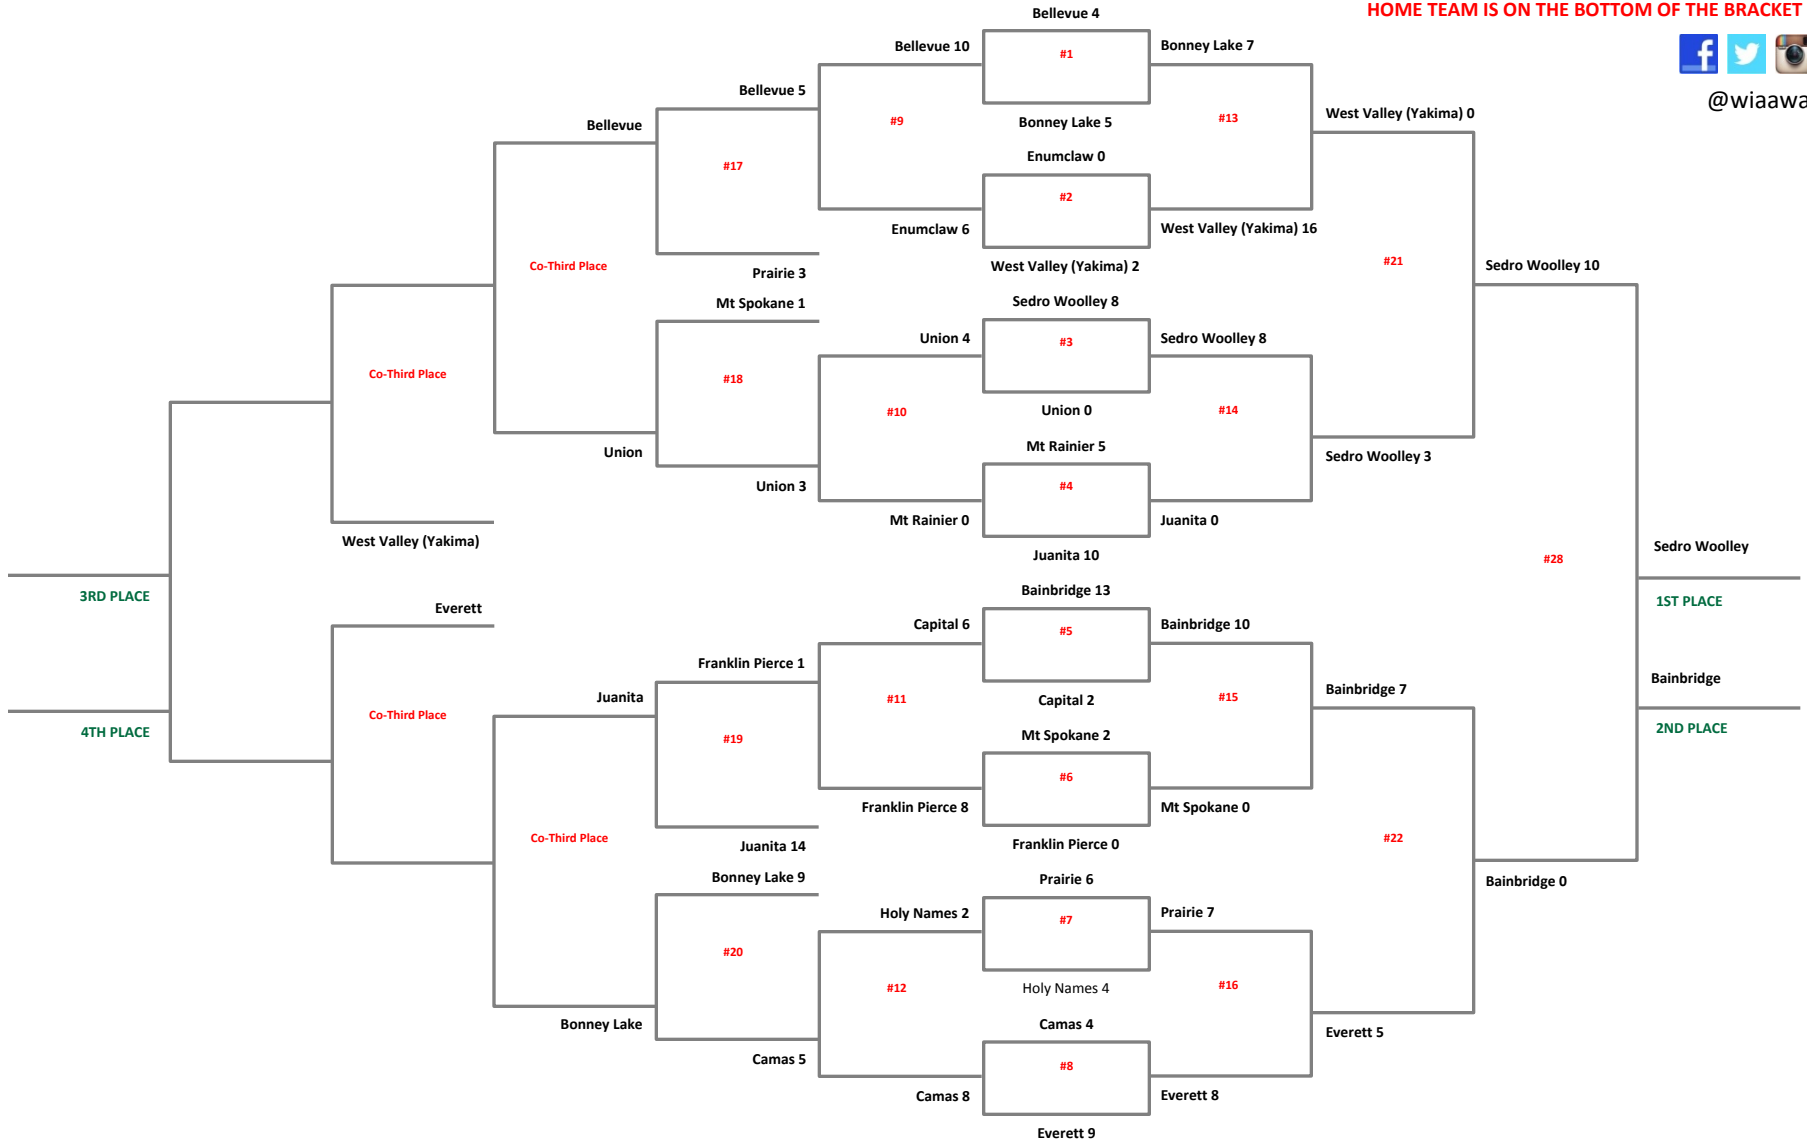 HOME TEAM IS ON THE BOTTOM OF THE BRACKET
@wiaawa
Bellevue 4
Bellevue 10
#1
Bonney Lake 7
Bellevue 5
Bellevue
#9
Bonney Lake 5
#13
West Valley (Yakima) 0
#17
Enumclaw 0
#2
Enumclaw 6
West Valley (Yakima) 16
Co-Third Place
Prairie 3
West Valley (Yakima) 2
#21
Sedro Woolley 10
Mt Spokane 1
Sedro Woolley 8
Union 4
#3
Sedro Woolley 8
Co-Third Place
#18
#10
Union 0
#14
Union
Mt Rainier 5
Sedro Woolley 3
Union 3
#4
Mt Rainier 0
Juanita 0
West Valley (Yakima)
Juanita 10
#28
Sedro Woolley
3RD PLACE
Everett
Bainbridge 13
1ST PLACE
Capital 6
#5
Bainbridge 10
Franklin Pierce 1
Bainbridge
Juanita
#11
Capital 2
#15
Bainbridge 7
Co-Third Place
4TH PLACE
#19
Mt Spokane 2
2ND PLACE
#6
Franklin Pierce 8
Mt Spokane 0
Co-Third Place
Juanita 14
Franklin Pierce 0
#22
Bonney Lake 9
Prairie 6
Bainbridge 0
Holy Names 2
#7
Prairie 7
#20
#12
Holy Names 4
#16
Bonney Lake
Camas 4
Everett 5
Camas 5
#8
Camas 8
Everett 8
Everett 9